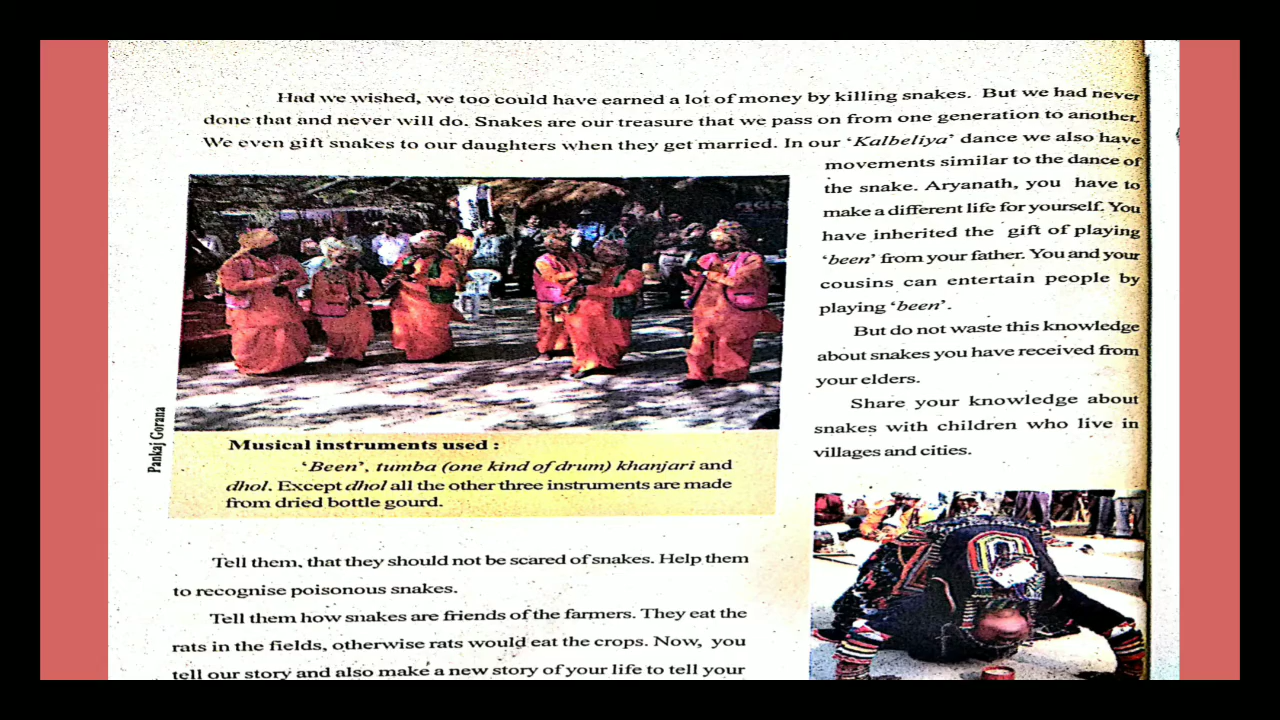 Had we wished, we too could have earned a lot of money by killing snakes. But we had never
done that and never will do. Snakes are our treasure that we pass on from one generation to another.
We even gift snakes to our daughters when they get married. In our ‘Kalbeliya’ dance we also have
movements similar to the dance of
the snake. Aryanath, you have to
make a different life for yourself. You
have inherited the gift of playing
‘been’ from your father. You and your
cousins can entertain people by
playing ‘been’.
But do not waste this knowledge
about snakes you have received from
your elders.
Share your knowledge about
snakes with children who live in
villages and cities.
Pankaj Gorana
Musical instruments used :
‘Been’, tumba (one kind of drum) khanjari and
dhol. Except dhol all the other three instruments are made
from dried bottle gourd.
Tell them, that they should not be scared of snakes. Help them
to recognise poisonous snakes.
Tell them how snakes are friends of the farmers. They eat the
rats in the fields, otherwise rats would eat the crops. Now, you
tell our story and also make a new story of your life to tell your